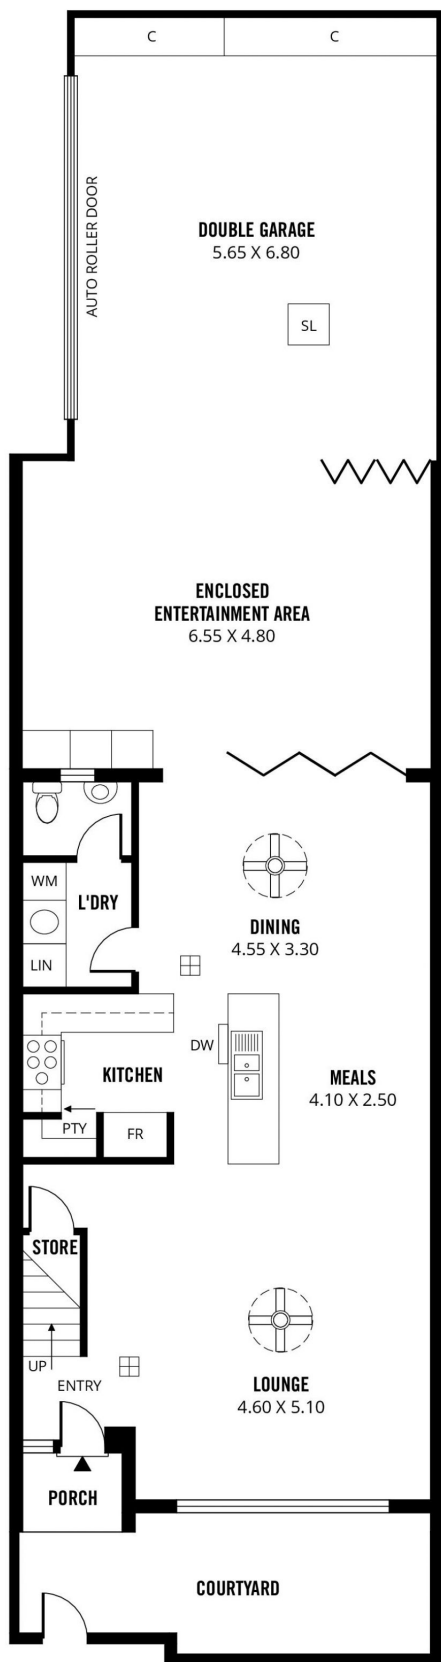 C
C
AUTO ROLLER DOOR
DOUBLE GARAGE
5.65 X 6.80
SL
ENCLOSED
ENTERTAINMENT AREA
6.55 X 4.80
WM
L'DRY
LIN
DINING
4.55 X 3.30
DW
KITCHEN
MEALS
4.10 X 2.50
PTY
FR
STORE
UP
ENTRY
LOUNGE
4.60 X 5.10
PORCH
COURTYARD